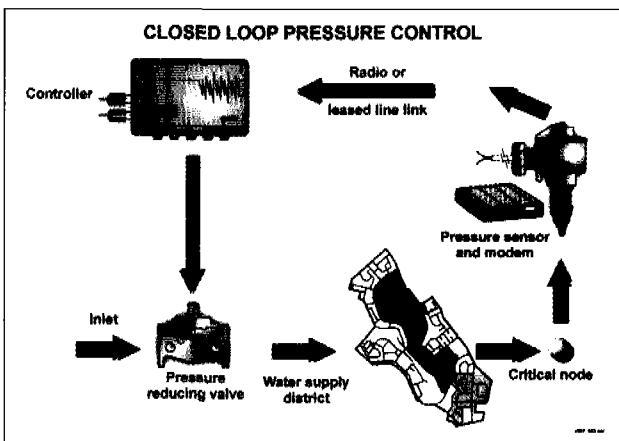 CLOSED LOOP PRESSURE CONTROL
Controller
Radio or
leased line link
Pressure sensor
and modem
Inlet
Pressure
reducing valve
Water supply
district
Critical node